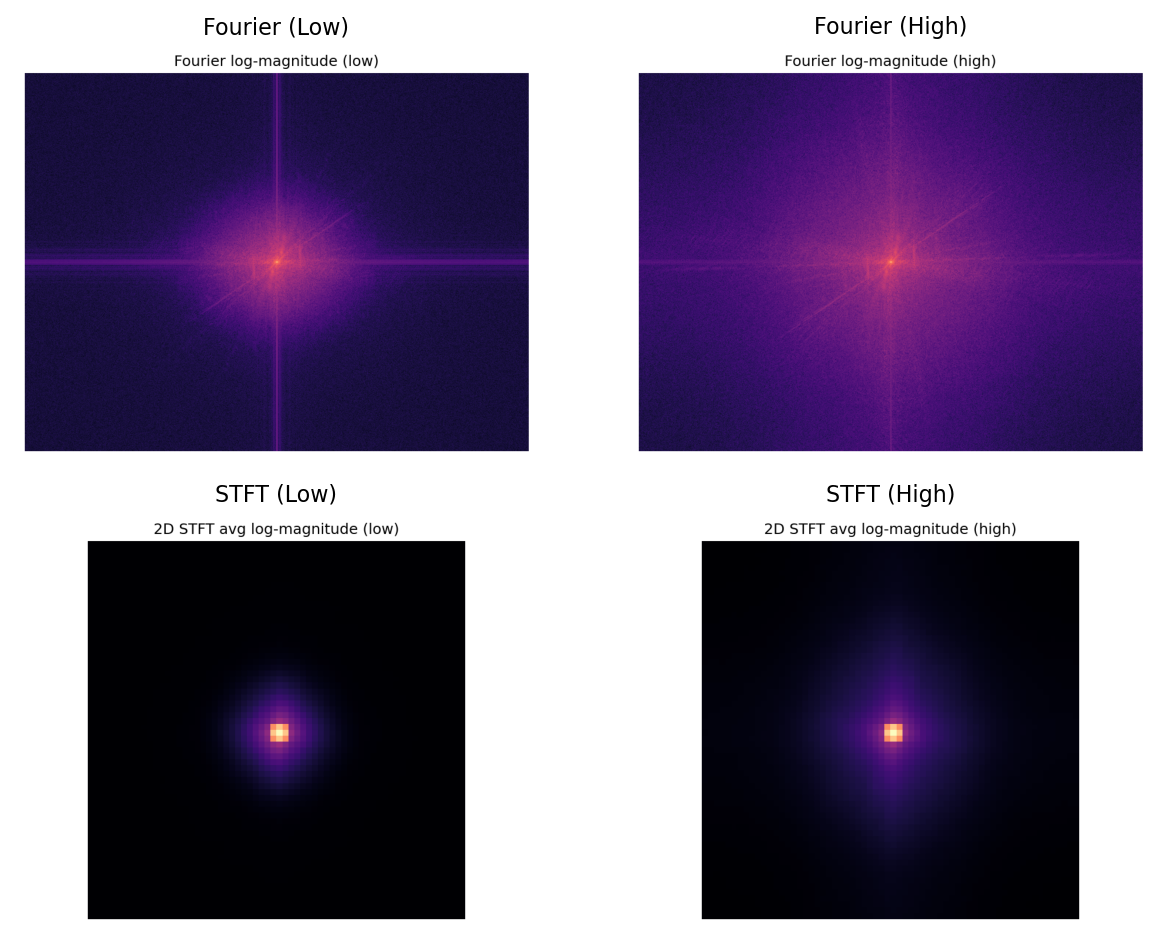 Fourier (Low)
Fourier (High)
Fourier log-magnitude (low)
Fourier log-magnitude (high)
STFT (Low)
STFT (High)
2D STFT avg log-magnitude (low)
2D STFT avg log-magnitude (high)